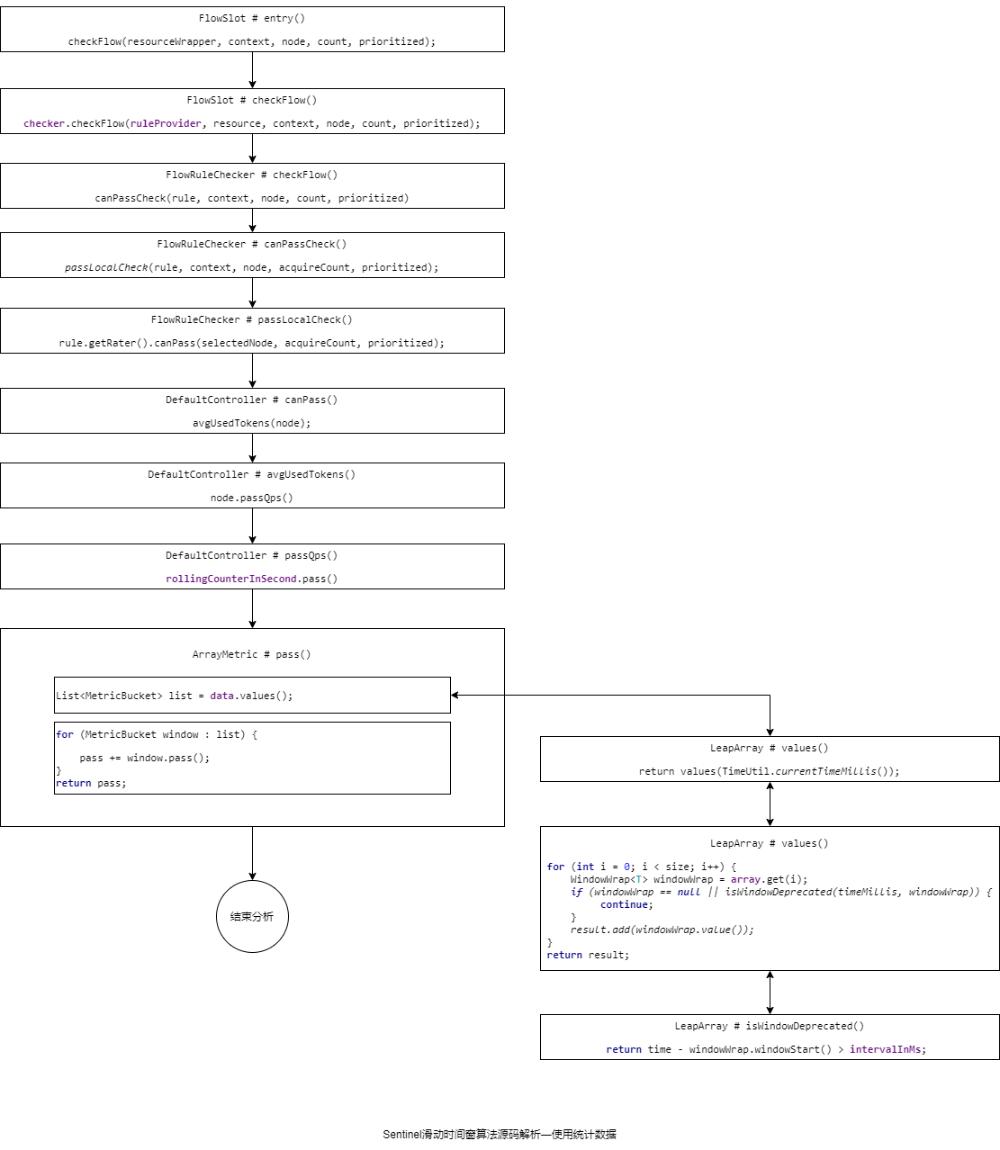 FlowSlot # entry()
checkFlow(resourceWrapper, context, node, count, prioritized);
FlowSlot # checkFlow()
checker.checkFlow(ruleProvider, resource, context, node, count, prioritized);
FlowRuleChecker # checkFlow()
canPassCheck(rule, context, node, count, prioritized)
FlowRuleChecker # canPassCheck()
passLocalCheck(rule, context, node, acquireCount, prioritized);
FlowRuleChecker # passLocalCheck()
rule.getRater().canPass(selectedNode, acquireCount, prioritized);
DefaultController # canPass()
avgUsedTokens(node);
DefaultController # avgUsedTokens()
node.passQps()
DefaultController # passQps()
rollingCounterInSecond.pass()
ArrayMetric # pass()
List<MetricBucket> list = data.values();
for (MetricBucket window : list) {
pass += window.pass();
}
return pass;
结束分析
LeapArray # values()
return values(TimeUtil.currentTimeMillis());
LeapArray # values()
for (int i = 0; i < size; i++) {
WindowWrap<T> windowWrap = array.get(i);
if (windowWrap == null || isWindowDeprecated(timeMillis, windowWrap)) {
continue;
}
result.add(windowWrap.value());
}
return result;
LeapArray # isWindowDeprecated()
return time - windowWrap.windowStart() > intervalInMs;
Sentinel滑动时间窗算法源码解析—使用统计数据